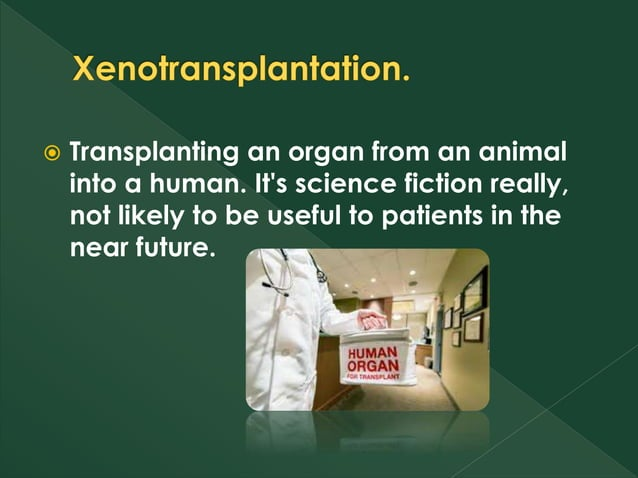 Xenotransplantation.
Transplanting an organ from an animal
into a human. It's science fiction really,
not likely to be useful to patients in the
near future.
HUMAN
ORGAN
FOR TRANSPLANT